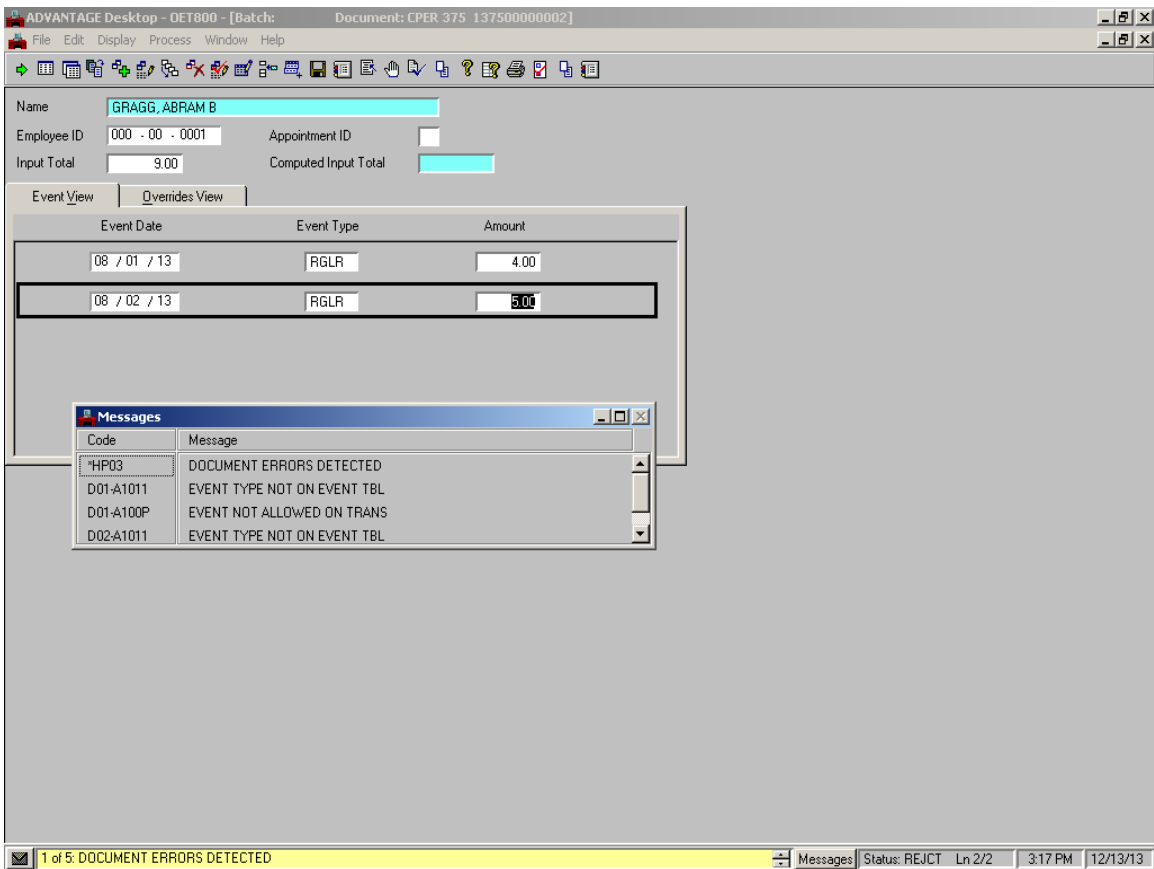 ADVANTAGE Desktop - OET800 - [Batch: Document: CPER 375 137500000002]
File Edit Display Process Window Help
Name GRAGG, ABRAM B
Employee ID 000 - 00 - 0001 Appointment ID
Input Total 9.00 Computed Input Total
Event View Overrides View
Event Date Event Type Amount
08 / 01 / 13 RGLR 4.00
08 / 02 / 13 RGLR 5.00
Messages
Code Message
*HP03 DOCUMENT ERRORS DETECTED
D01-A1011 EVENT TYPE NOT ON EVENT TBL
D01-A100P EVENT NOT ALLOWED ON TRANS
D02-A1011 EVENT TYPE NOT ON EVENT TBL
1 of 5: DOCUMENT ERRORS DETECTED Messages Status: REJCT Ln 2/2 3:17 PM 12/13/13